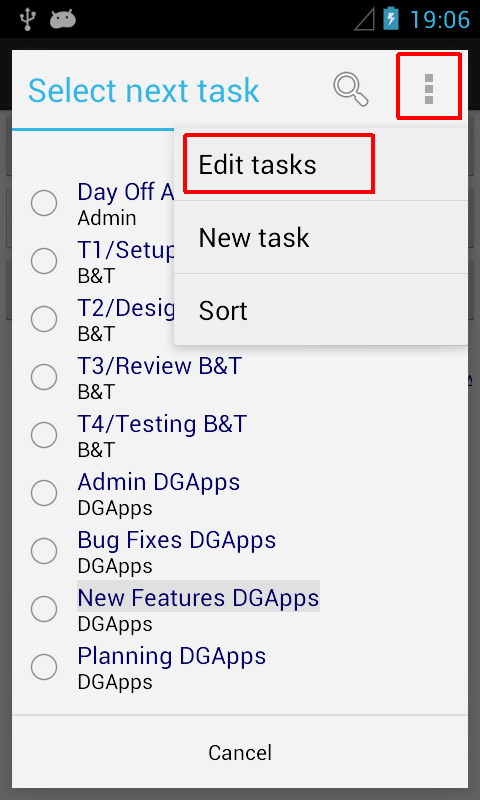 19:06
Select next task
Edit tasks
New task
Sort
Day Off A
Admin
T1/Setup
B&T
T2/Desig
B&T
T3/Review B&T
B&T
T4/Testing B&T
B&T
Admin DGApps
DGApps
Bug Fixes DGApps
DGApps
New Features DGApps
DGApps
Planning DGApps
DGApps
Cancel